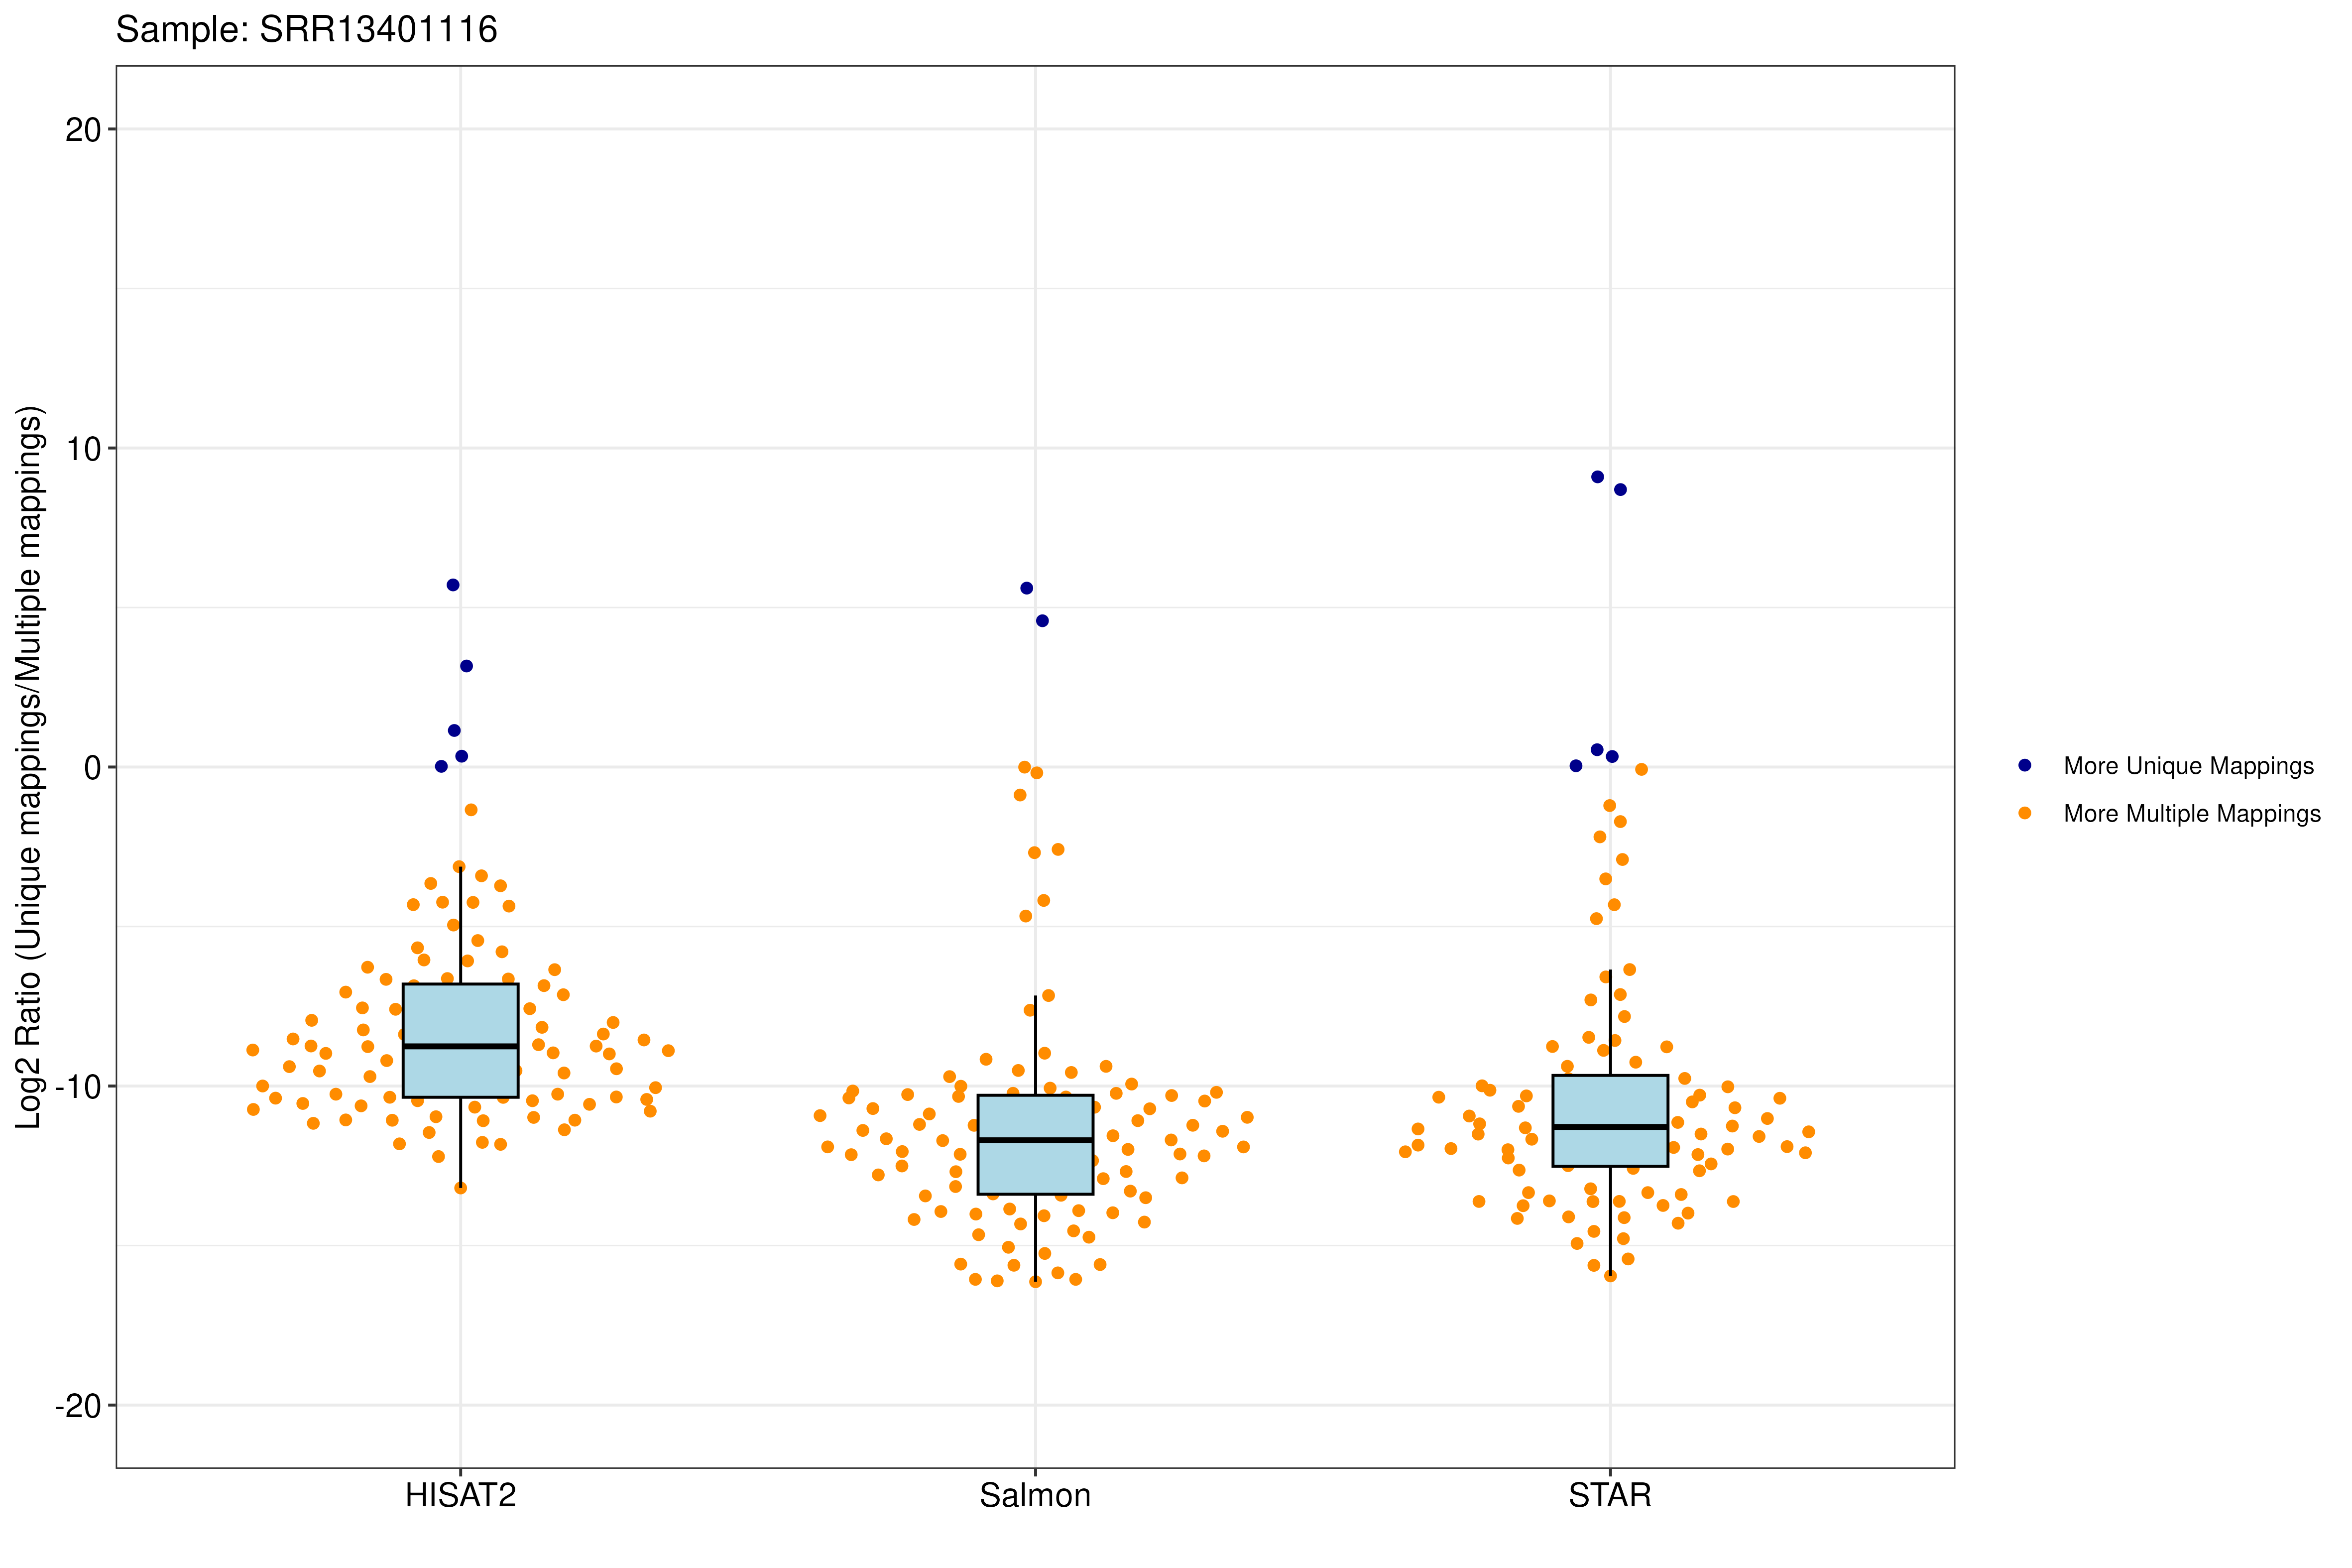 Sample: SRR13401116
Log2 Ratio (Unique mappings/Multiple mappings)
20
10
0
-10
-20
HISAT2
Salmon
STAR
More Unique Mappings
More Multiple Mappings